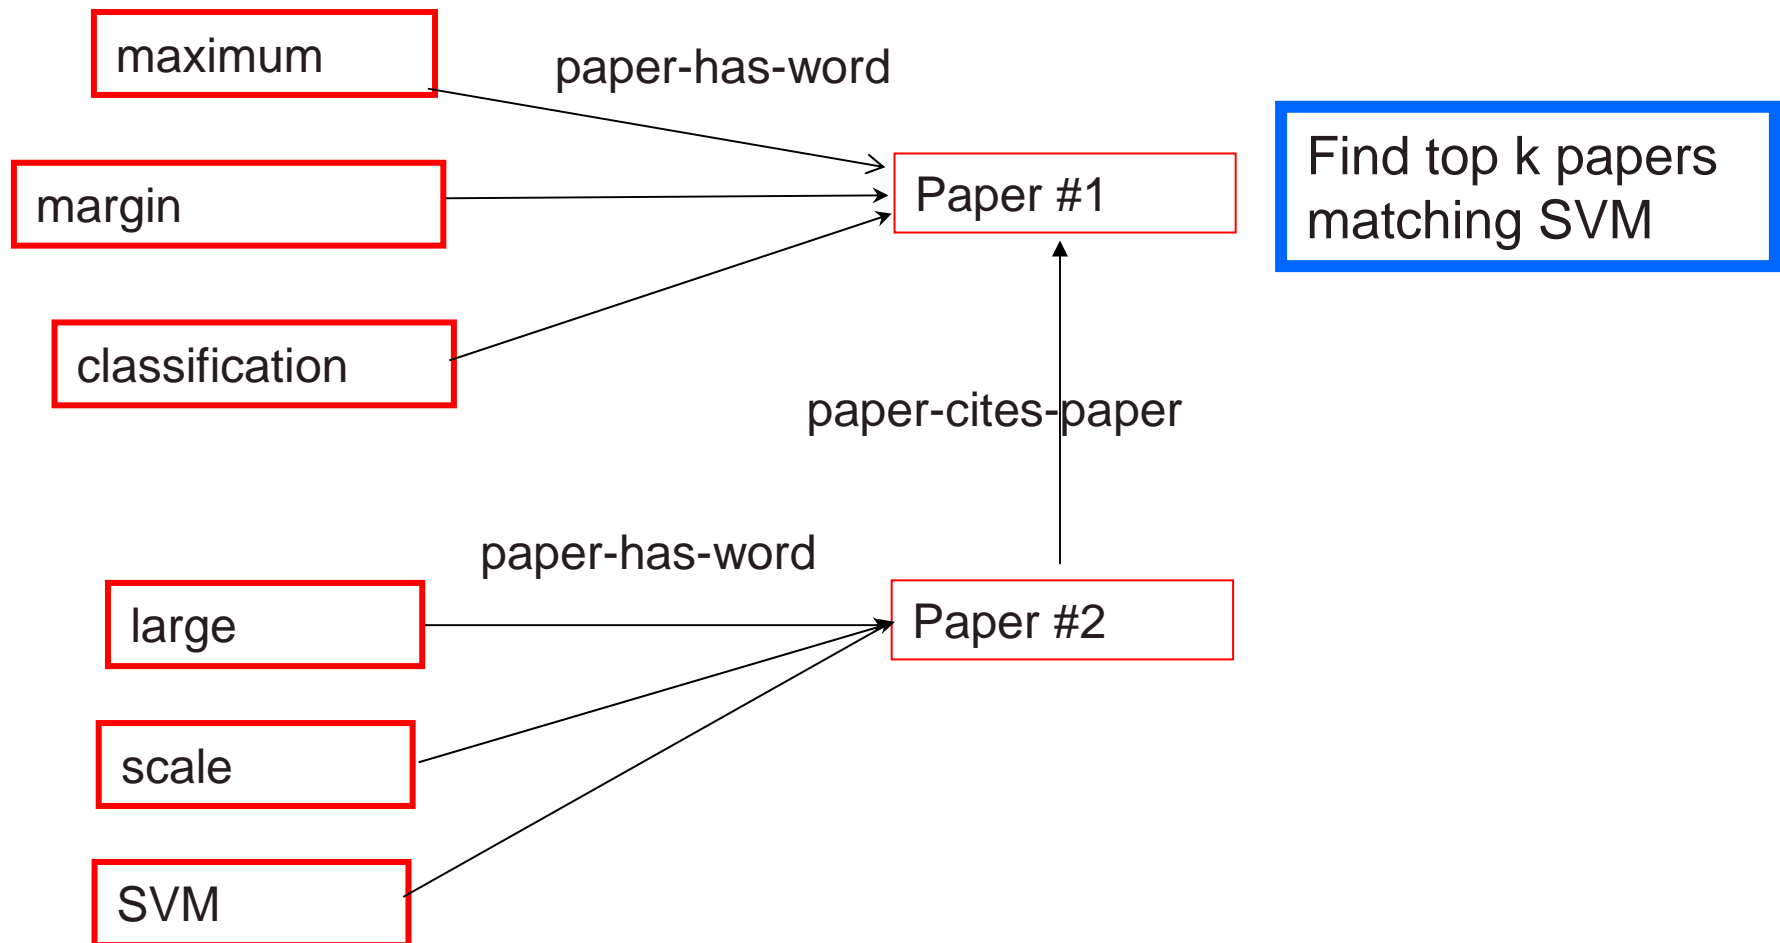 maximum
paper-has-word
margin
Paper #1
Find top k papers
matching SVM
classification
paper-cites-paper
paper-has-word
large
Paper #2
scale
SVM